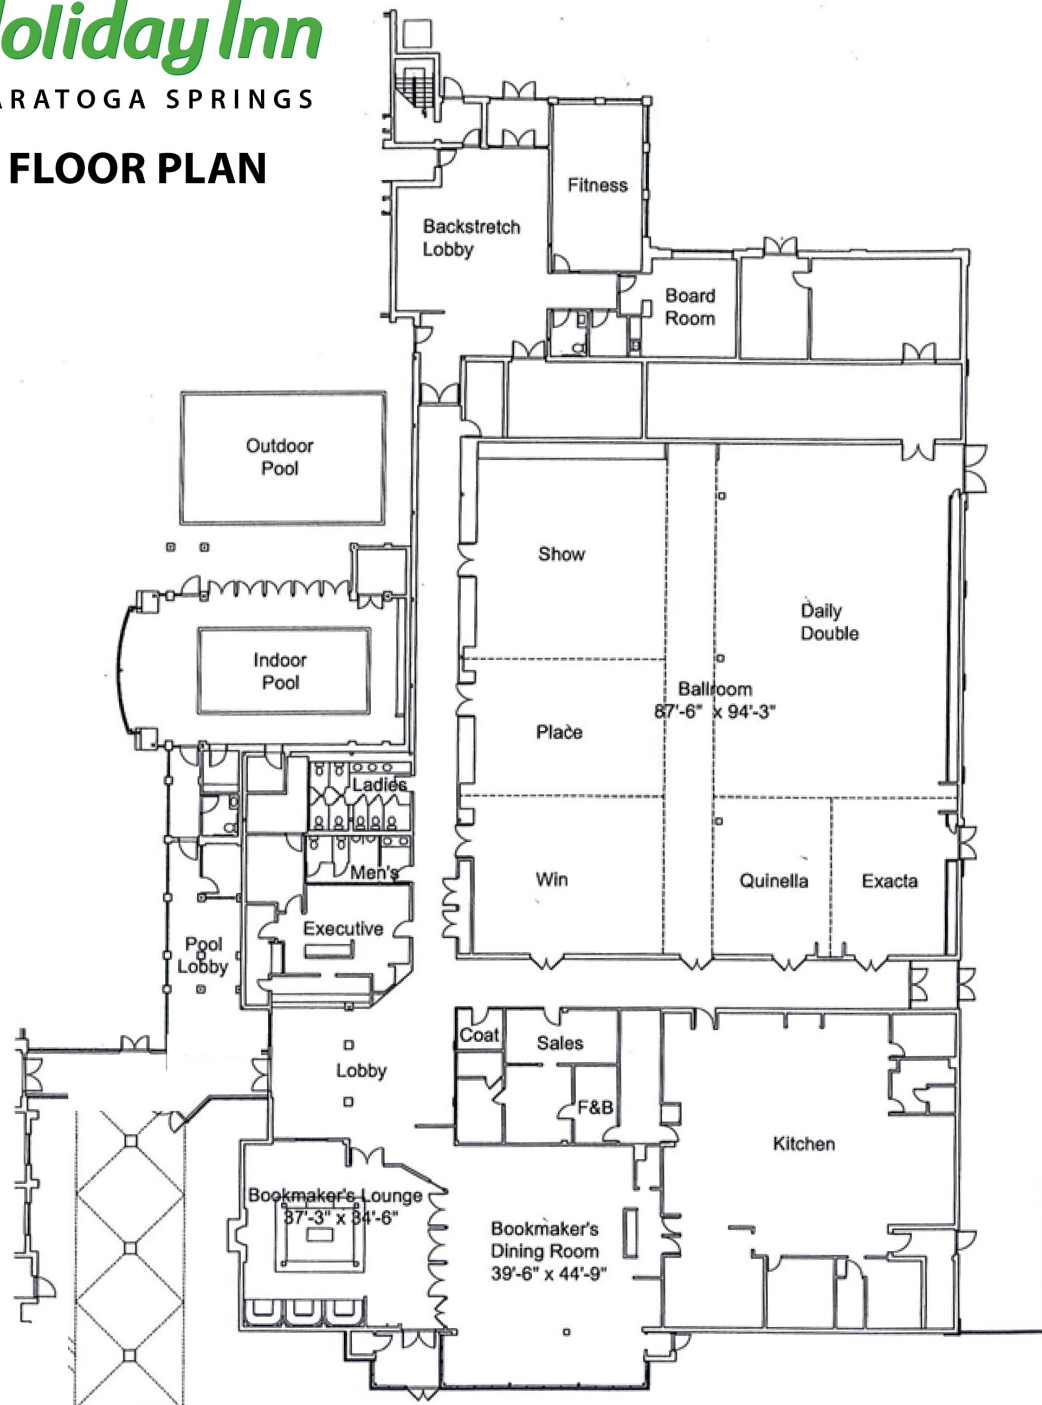 oliday Inn
ARATOGA SPRINGS
FLOOR PLAN
Fitness
Backstretch
Lobby
Board
Room
Outdoor
Pool
Show
Daily
Double
Indoor
Pool
Ballroom
87'-6" x 94'-3"
Place
Ladies
Men's
Win
Quinella
Exacta
Executive
Pool
Lobby
Coat
Sales
Lobby
F&B
Kitchen
Bookmaker's Lounge
37'-3" x 34'-6"
Bookmaker's
Dining Room
39'-6" x 44'-9"